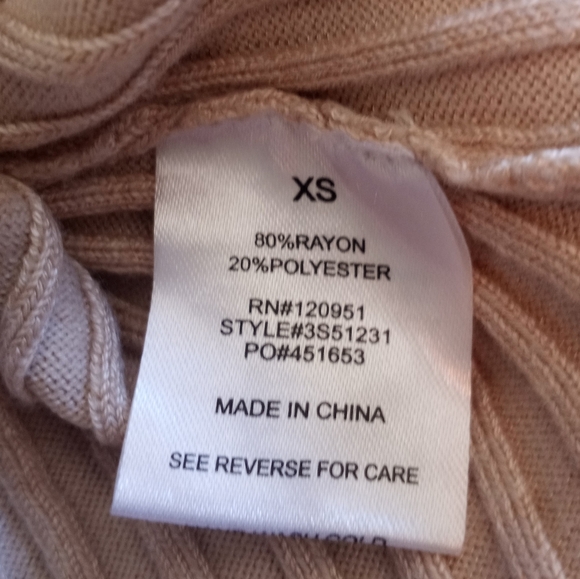 XS
80%RAYON
20%POLYESTER
RN#120951
STYLE#3S51231
PO#451653
MADE IN CHINA
SEE REVERSE FOR CARE